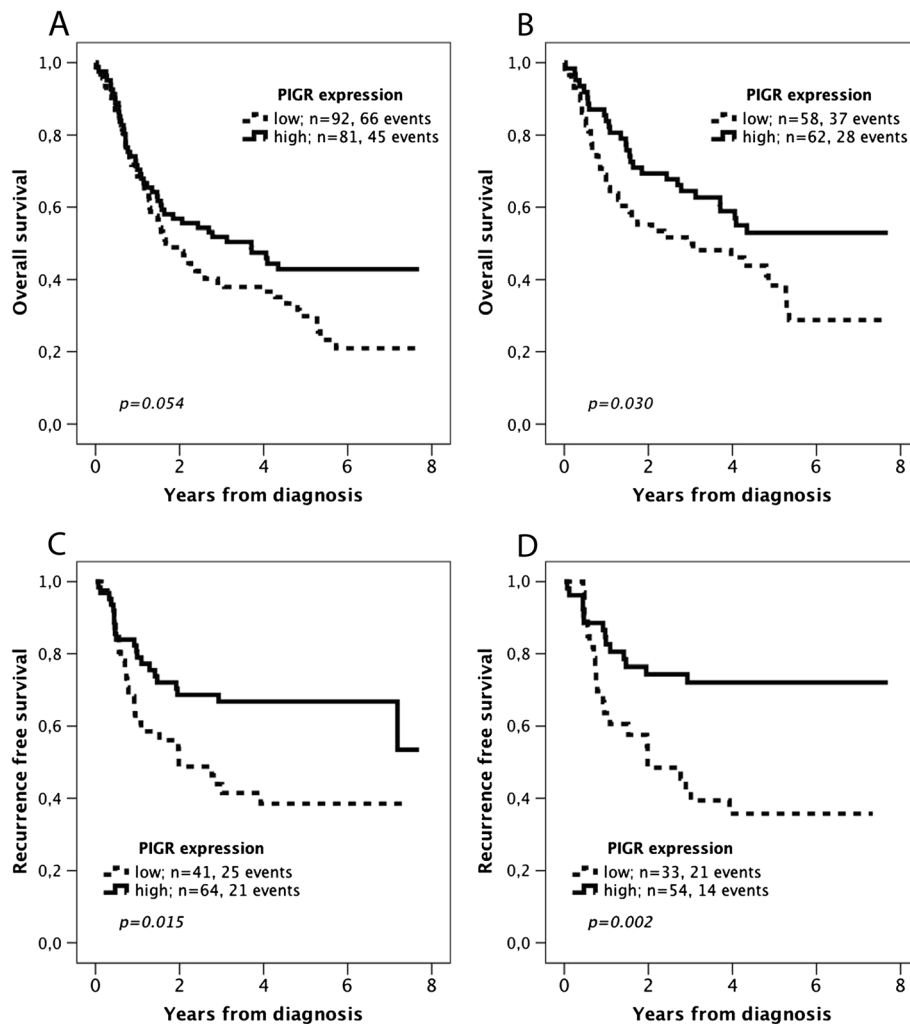 A
PIGR expression
low; n=92, 66 events
high; n=81, 45 events
1,0
0,8
0,6
0,4
0,2
0,0
Overall survival
p=0.054
0 2 4 6 8
Years from diagnosis
B
PIGR expression
low; n=58, 37 events
high; n=62, 28 events
1,0
0,8
0,6
0,4
0,2
0,0
Overall survival
p=0.030
0 2 4 6 8
Years from diagnosis
C
1,0
0,8
0,6
0,4
0,2
0,0
Recurrence free survival
PIGR expression
low; n=41, 25 events
high; n=64, 21 events
p=0.015
0 2 4 6 8
Years from diagnosis
D
1,0
0,8
0,6
0,4
0,2
0,0
Recurrence free survival
PIGR expression
low; n=33, 21 events
high; n=54, 14 events
p=0.002
0 2 4 6 8
Years from diagnosis